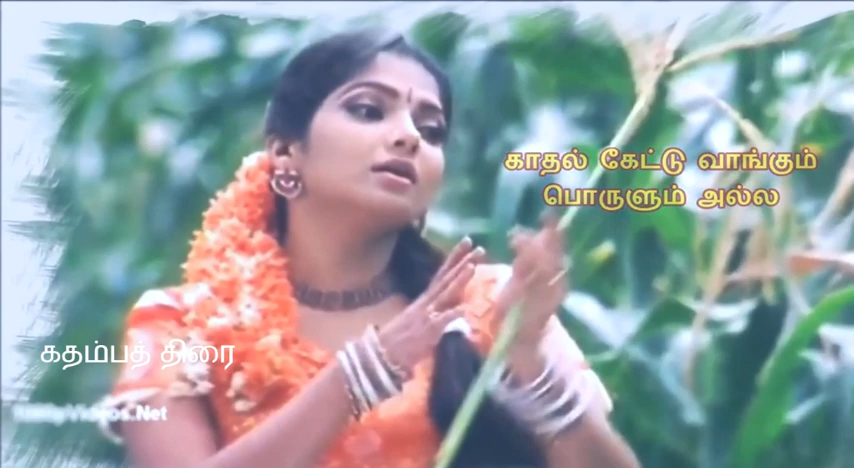 காதல் கேட்டு வாங்கும்
பொருளும் அல்ல
கதம்பத் திரை